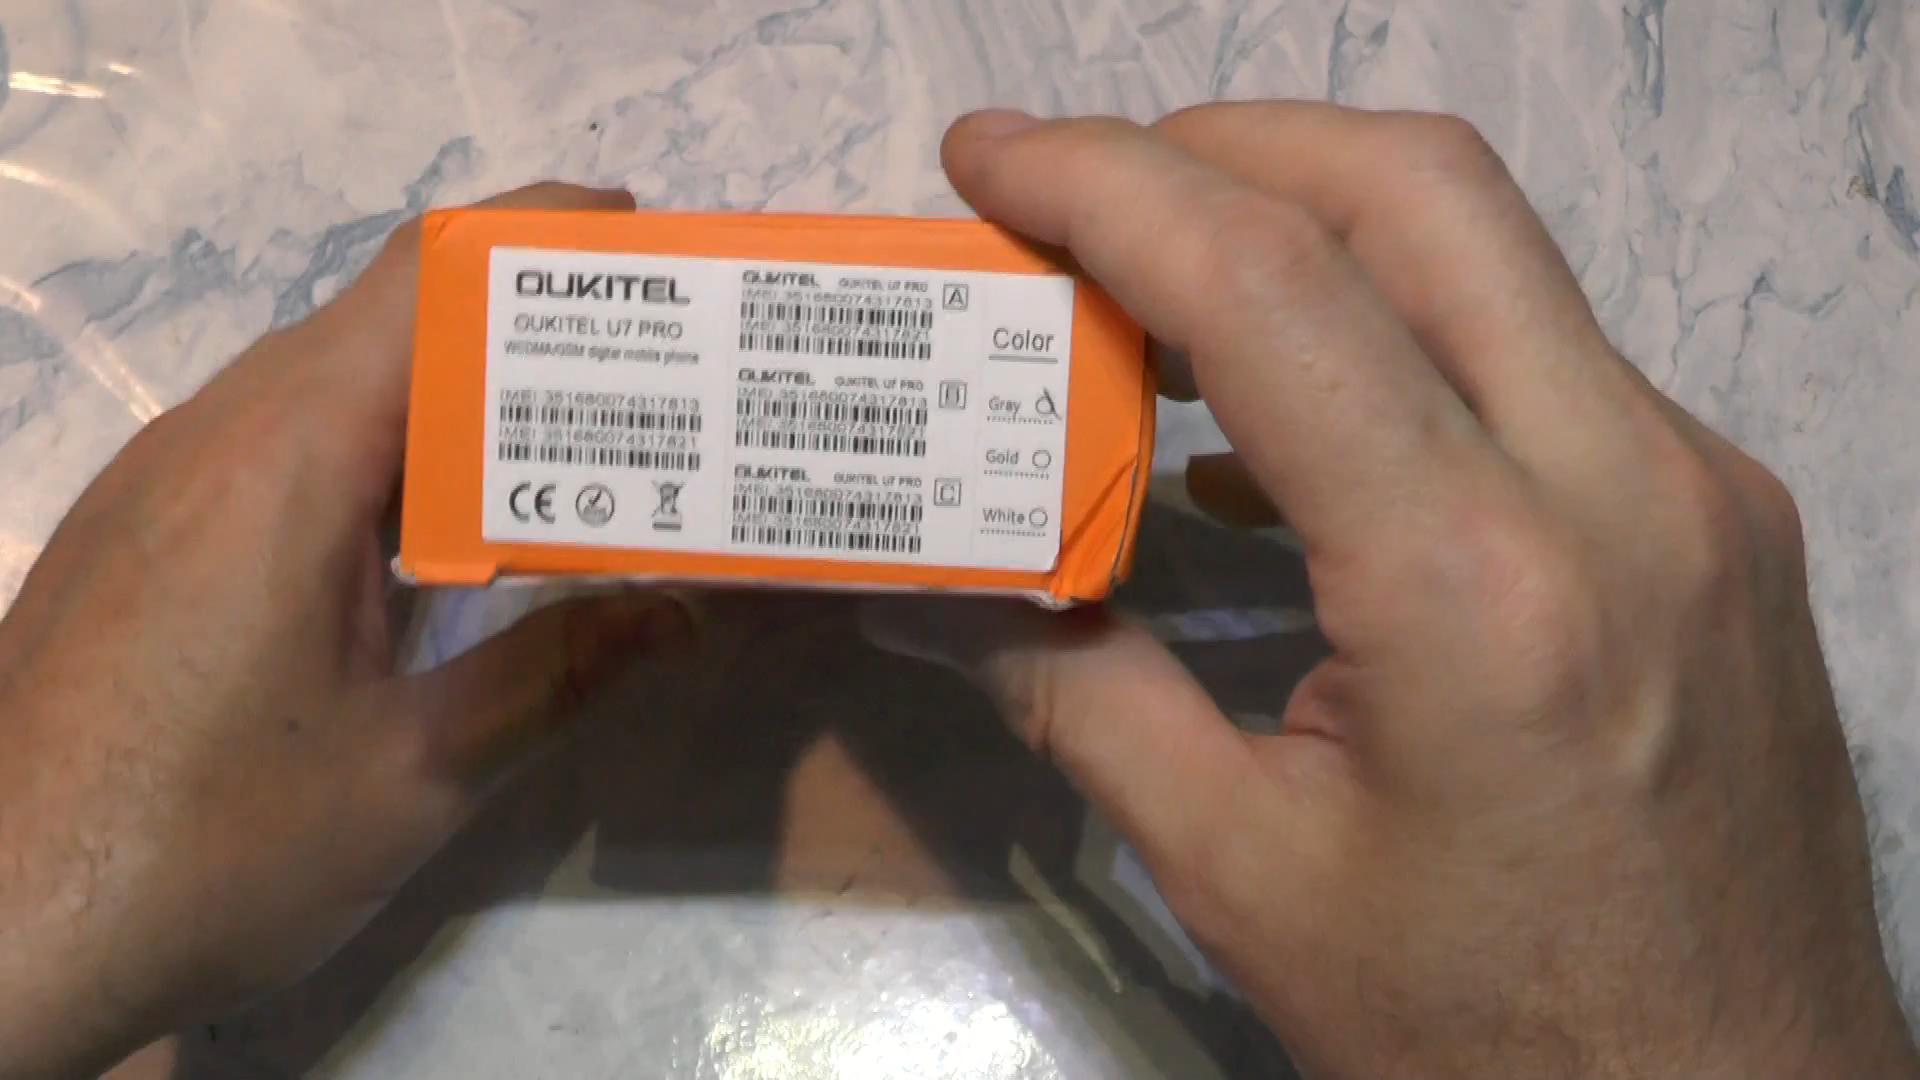 OUKITEL
OUKITEL U7 PRO
WCDMA/GSM digital mobile phone
IMEI 351680074317813
IMEI 351680074317821
CE
OUKITEL OUKITEL U7 PRO A
IMEI 351680074317813
IMEI 351680074317821
OUKITEL OUKITEL U7 PRO B
IMEI 351680074317813
IMEI 351680074317821
OUKITEL OUKITEL U7 PRO C
IMEI 351680074317813
IMEI 351680074317821
Color
Gray
Gold
White